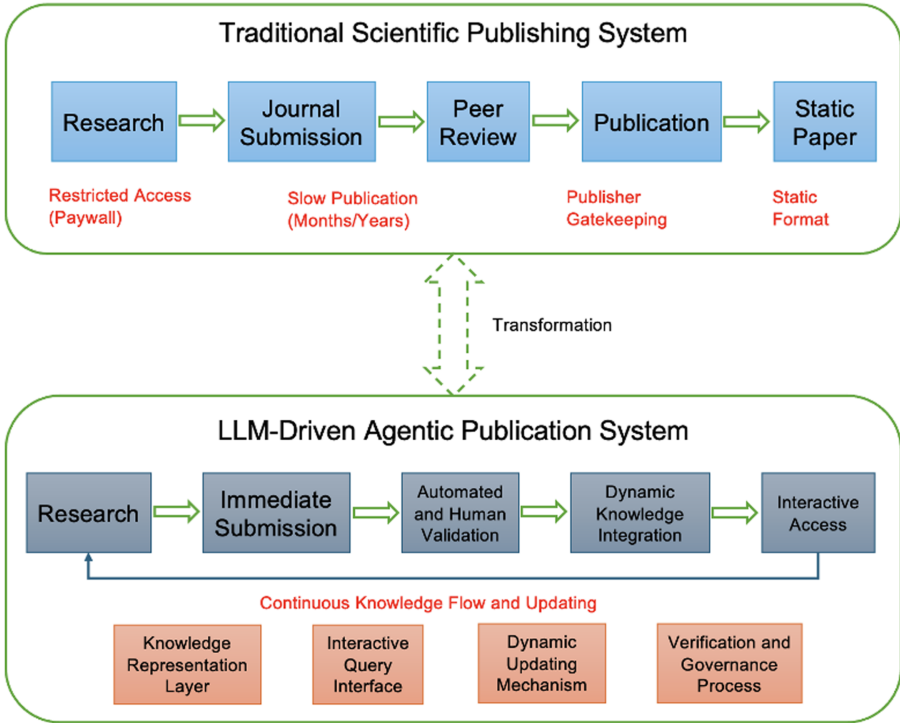 Traditional Scientific Publishing System
Research
Journal
Submission
Peer
Review
Publication
Static
Paper
Restricted Access
(Paywall)
Slow Publication
(Months/Years)
Publisher
Gatekeeping
Static
Format
Transformation
LLM-Driven Agentic Publication System
Research
Immediate
Submission
Automated
and Human
Validation
Dynamic
Knowledge
Integration
Interactive
Access
Continuous Knowledge Flow and Updating
Knowledge
Representation
Layer
Interactive
Query
Interface
Dynamic
Updating
Mechanism
Verification and
Governance
Process